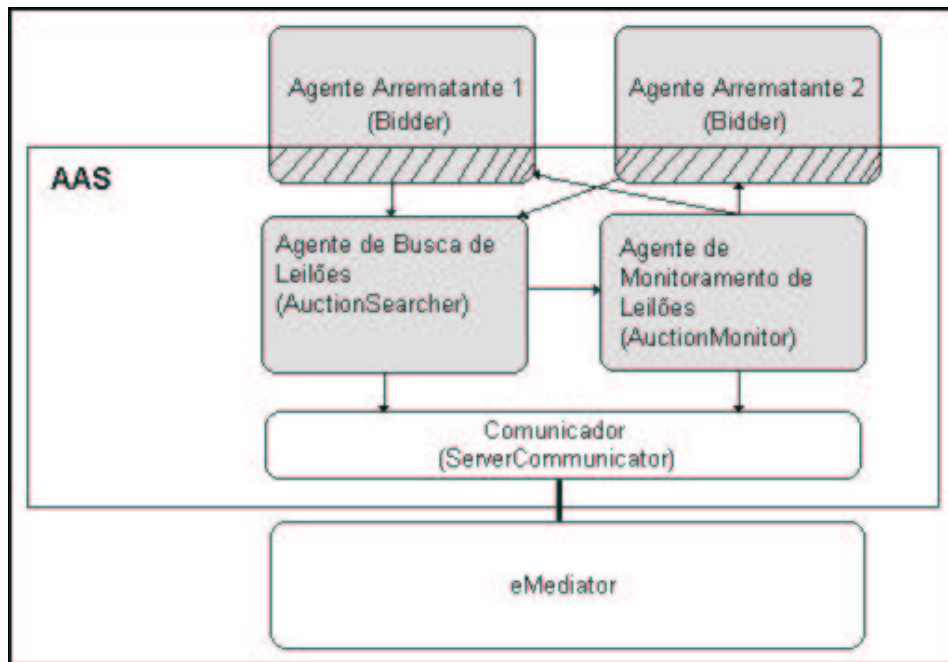 Agente Arrematante 1
(Bidder)
Agente Arrematante 2
(Bidder)
AAS
Agente de Busca de
Leilões
(AuctionSearcher)
Agente de
Monitoramento de
Leilões
(AuctionMonitor)
Comunicador
(ServerCommunicator)
eMediator